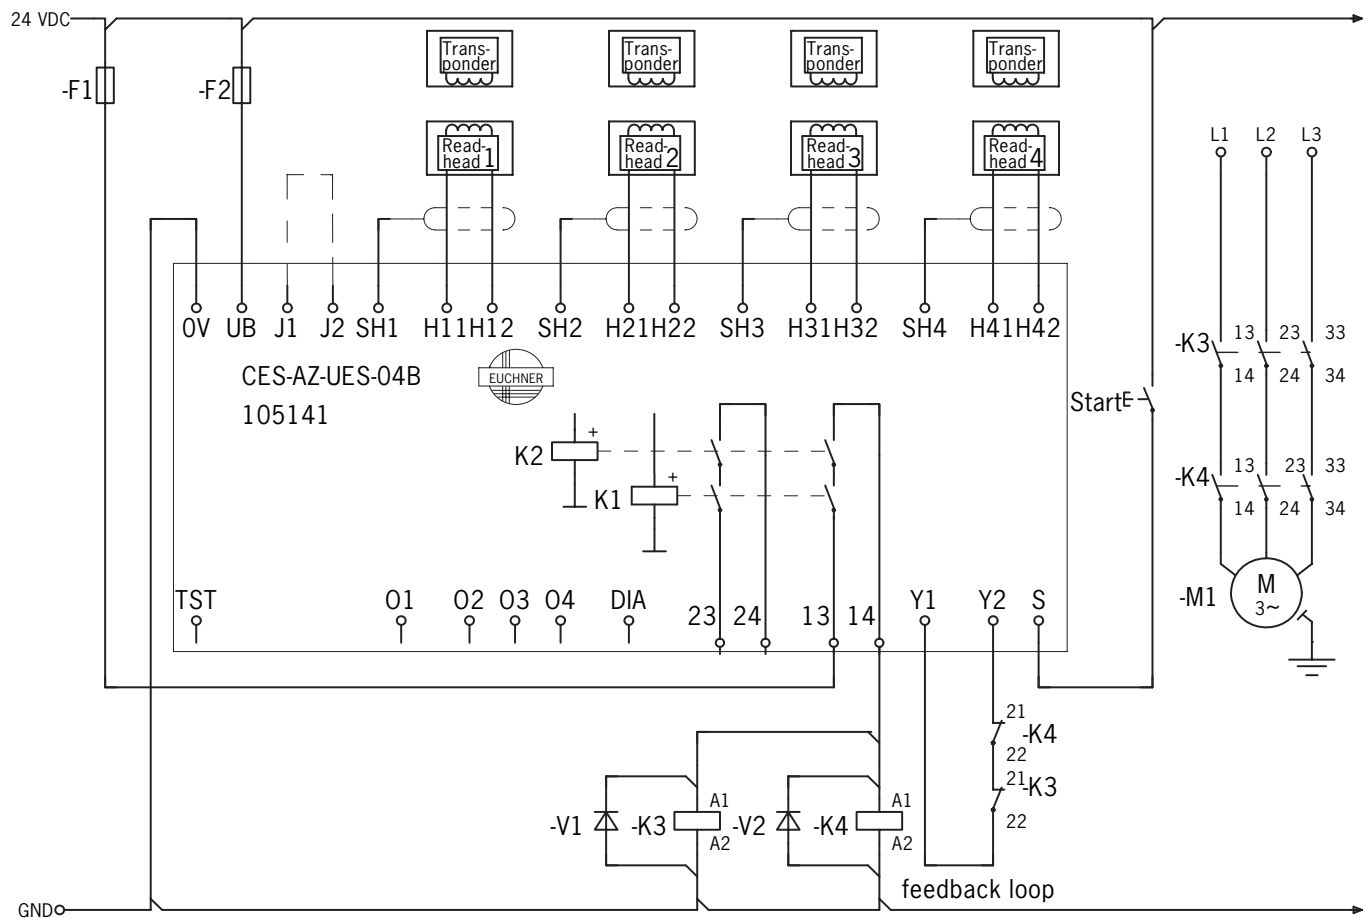 24 VDC
Trans-
ponder
Trans-
ponder
Trans-
ponder
Trans-
ponder
-F1
-F2
Read-
head 1
Read-
head 2
Read-
head 3
Read-
head 4
L1 L2 L3
0V UB J1 J2 SH1 H11 H12 SH2 H21 H22 SH3 H31 H32 SH4 H41 H42
CES-AZ-UES-04B
105141
EUCHNER
-K3 13 23 33
14 24 34
Start
K2 +
K1 +
-K4 13 23 33
14 24 34
-M1 M
3~
TST O1 O2 O3 O4 DIA 23 24 13 14 Y1 Y2 S
21
-K4
22
21
-K3
22
-V1 -K3 A1
A2
-V2 -K4 A1
A2
feedback loop
GND